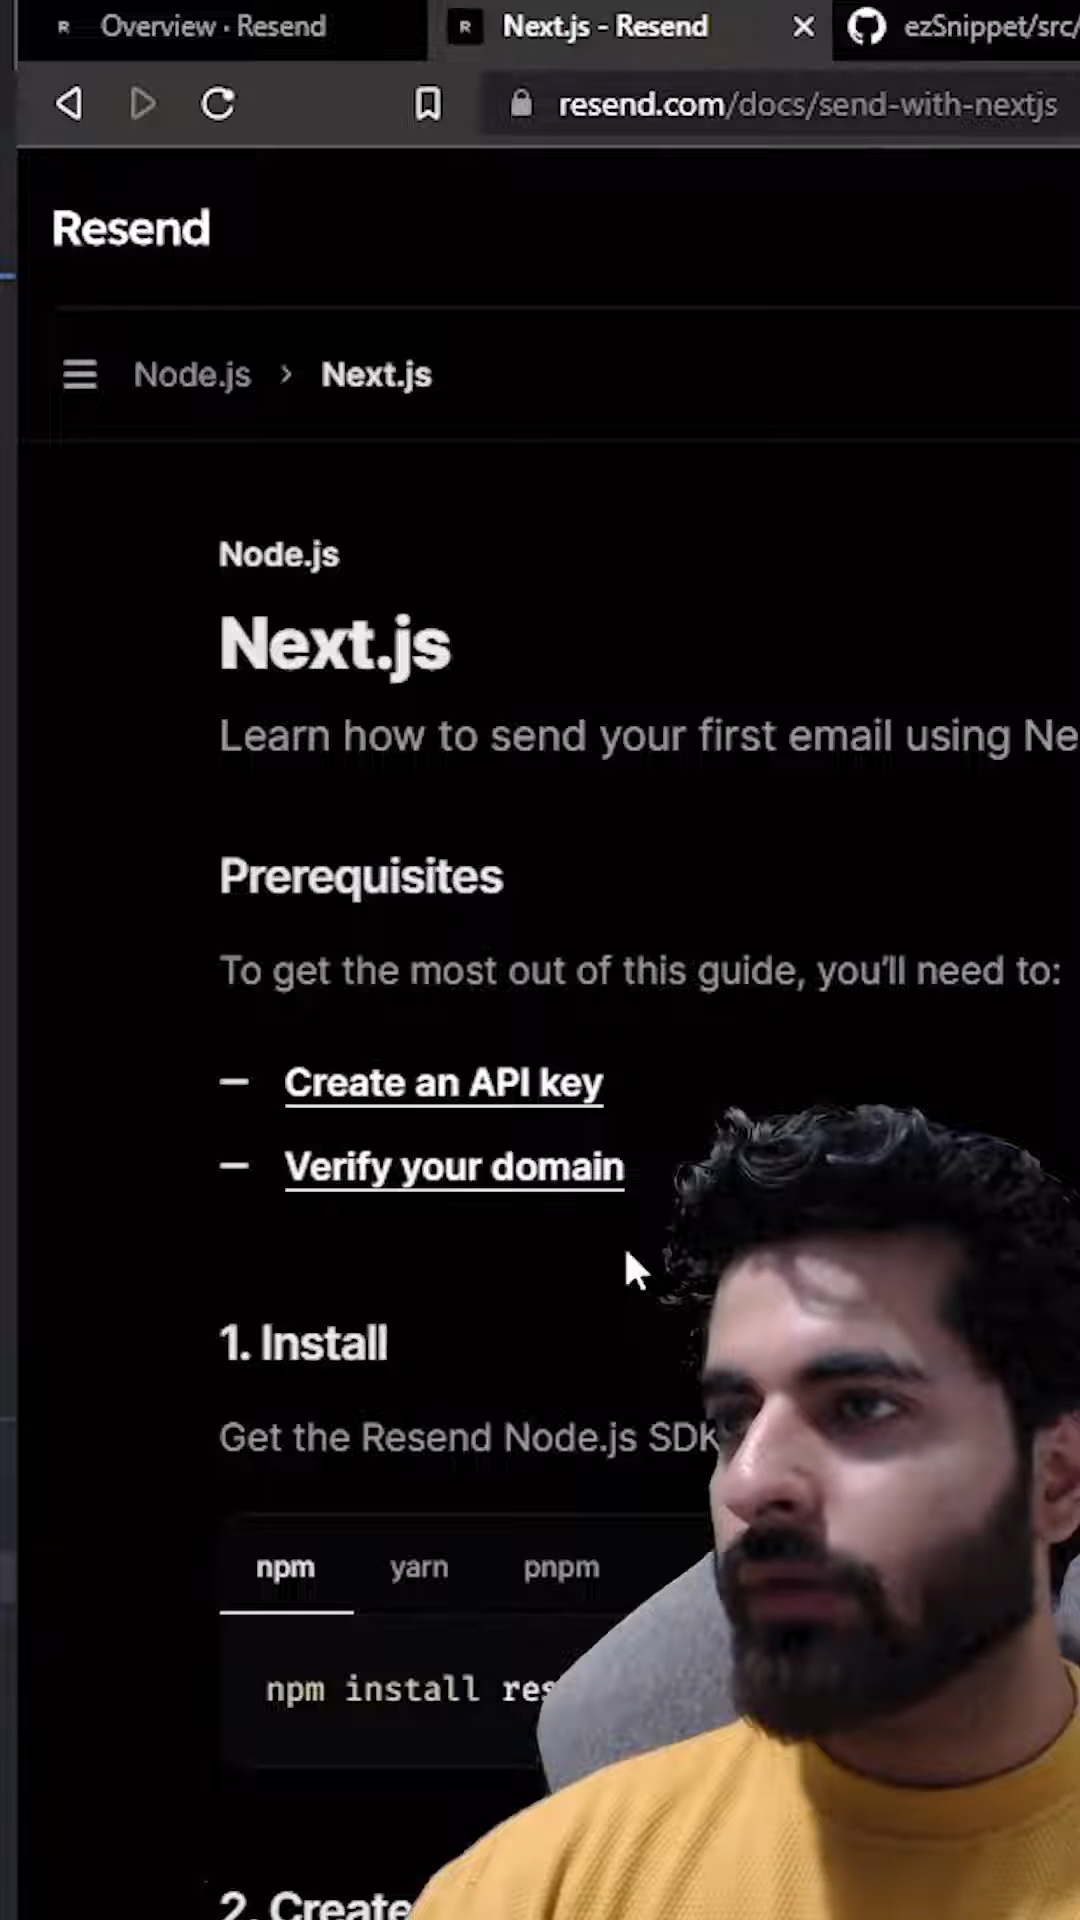 Overview · Resend
Next.js - Resend
ezSnippet/src/
resend.com/docs/send-with-nextjs
Resend
Node.js > Next.js
Node.js
Next.js
Learn how to send your first email using Ne
Prerequisites
To get the most out of this guide, you'll need to:
— Create an API key
— Verify your domain
1. Install
Get the Resend Node.js SDK
npm yarn pnpm
npm install res
2. Create